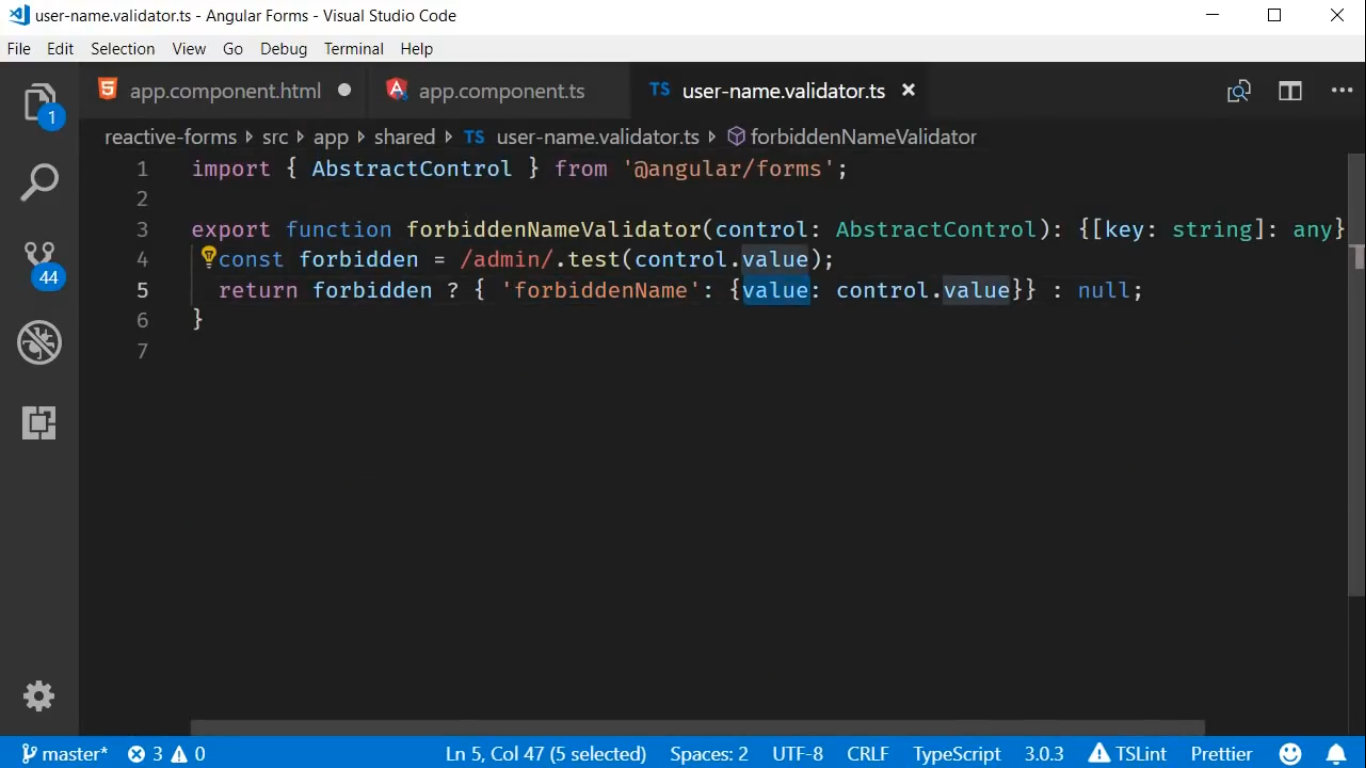 user-name.validator.ts - Angular Forms - Visual Studio Code
File Edit Selection View Go Debug Terminal Help
app.component.html app.component.ts TS user-name.validator.ts
1
reactive-forms src app shared TS user-name.validator.ts forbiddenNameValidator
1 import { AbstractControl } from '@angular/forms';
2
3 export function forbiddenNameValidator(control: AbstractControl): {[key: string]: any}
4 const forbidden = /admin/.test(control.value);
44
5 return forbidden ? { 'forbiddenName': {value: control.value}} : null;
6 }
7
master* 3 0 Ln 5, Col 47 (5 selected) Spaces: 2 UTF-8 CRLF TypeScript 3.0.3 TSLint Prettier